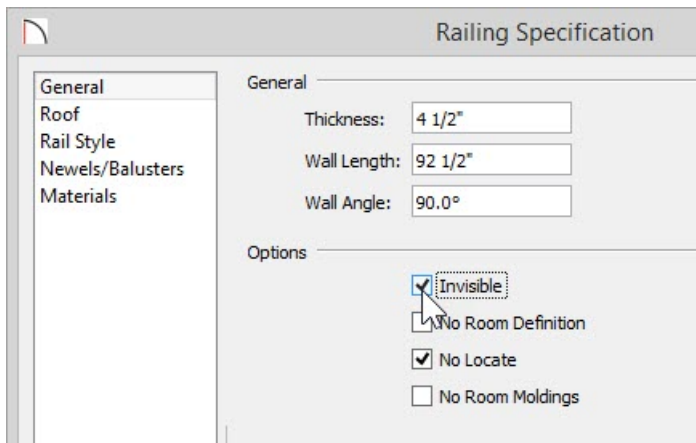 Railing Specification
General
Roof
Rail Style
Newels/Balusters
Materials
General
Thickness: 4 1/2"
Wall Length: 92 1/2"
Wall Angle: 90.0°
Options
Invisible
No Room Definition
No Locate
No Room Moldings